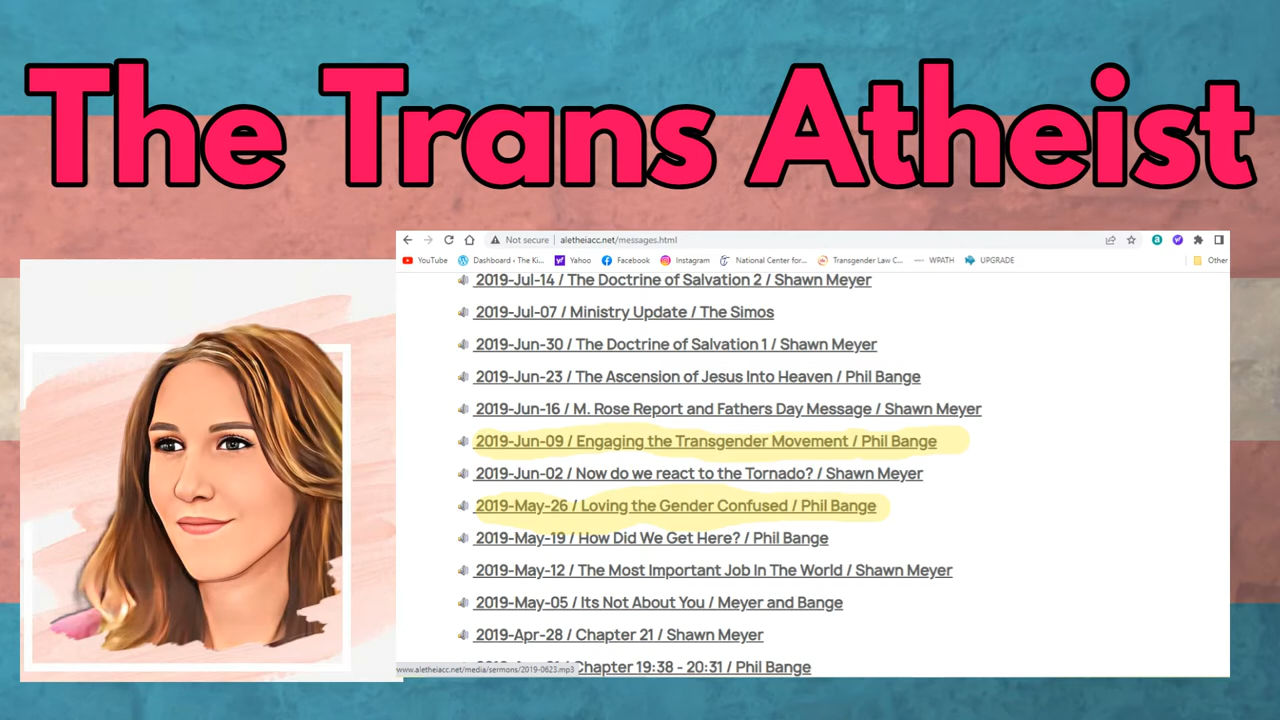 The Trans Atheist
Not secure | aletheiacc.net/messages.html
YouTube Dashboard ‹ The Ki... Yahoo Facebook Instagram National Center for... Transgender Law C... WPATH UPGRADE Other
2019-Jul-14 / The Doctrine of Salvation 2 / Shawn Meyer
2019-Jul-07 / Ministry Update / The Simos
2019-Jun-30 / The Doctrine of Salvation 1 / Shawn Meyer
2019-Jun-23 / The Ascension of Jesus Into Heaven / Phil Bange
2019-Jun-16 / M. Rose Report and Fathers Day Message / Shawn Meyer
2019-Jun-09 / Engaging the Transgender Movement / Phil Bange
2019-Jun-02 / Now do we react to the Tornado? / Shawn Meyer
2019-May-26 / Loving the Gender Confused / Phil Bange
2019-May-19 / How Did We Get Here? / Phil Bange
2019-May-12 / The Most Important Job In The World / Shawn Meyer
2019-May-05 / Its Not About You / Meyer and Bange
2019-Apr-28 / Chapter 21 / Shawn Meyer
Chapter 19:38 - 20:31 / Phil Bange
www.aletheiacc.net/media/sermons/2019-0623.mp3